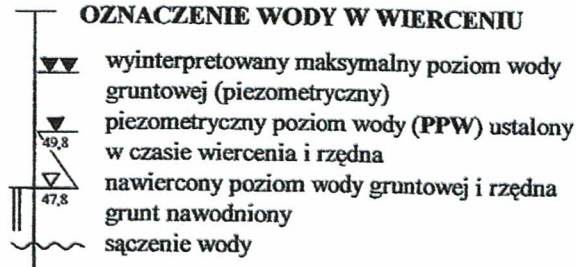 OZNACZENIE WODY W WIERCENIU
wyinterpretowany maksymalny poziom wody
gruntowej (piezometryczny)
piezometryczny poziom wody (PPW) ustalony
49,8
w czasie wiercenia i rzędna
nawiercony poziom wody gruntowej i rzędna
47,8
grunt nawodniony
sączenie wody